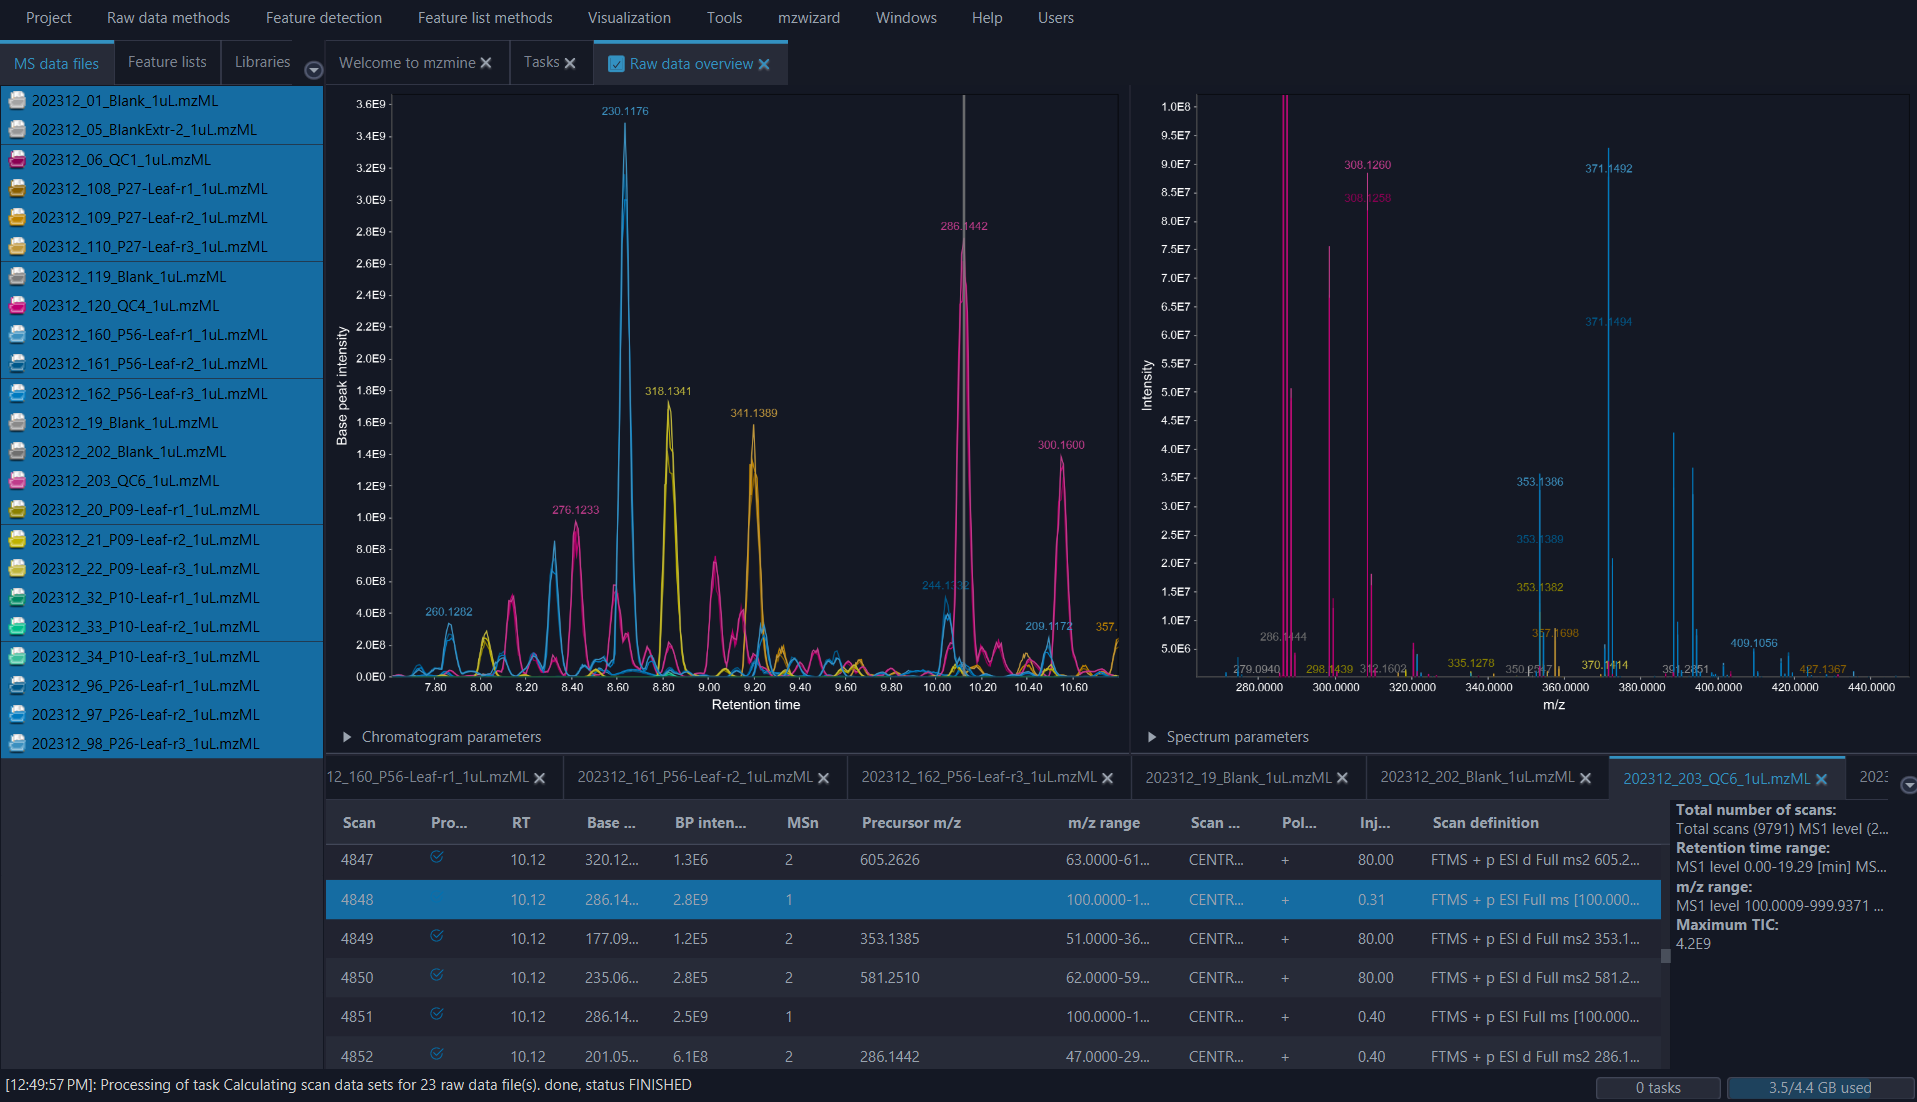 Project Raw data methods Feature detection Feature list methods Visualization Tools mzwizard Windows Help Users
MS data files Feature lists Libraries
Welcome to mzmine Tasks Raw data overview
202312_01_Blank_1uL.mzML
202312_05_BlankExtr-2_1uL.mzML
202312_06_QC1_1uL.mzML
202312_108_P27-Leaf-r1_1uL.mzML
202312_109_P27-Leaf-r2_1uL.mzML
202312_110_P27-Leaf-r3_1uL.mzML
202312_119_Blank_1uL.mzML
202312_120_QC4_1uL.mzML
202312_160_P56-Leaf-r1_1uL.mzML
202312_161_P56-Leaf-r2_1uL.mzML
202312_162_P56-Leaf-r3_1uL.mzML
202312_19_Blank_1uL.mzML
202312_202_Blank_1uL.mzML
202312_203_QC6_1uL.mzML
202312_20_P09-Leaf-r1_1uL.mzML
202312_21_P09-Leaf-r2_1uL.mzML
202312_22_P09-Leaf-r3_1uL.mzML
202312_32_P10-Leaf-r1_1uL.mzML
202312_33_P10-Leaf-r2_1uL.mzML
202312_34_P10-Leaf-r3_1uL.mzML
202312_96_P26-Leaf-r1_1uL.mzML
202312_97_P26-Leaf-r2_1uL.mzML
202312_98_P26-Leaf-r3_1uL.mzML
Base peak intensity
3.6E9
3.4E9
3.2E9
3.0E9
2.8E9
2.6E9
2.4E9
2.2E9
2.0E9
1.8E9
1.6E9
1.4E9
1.2E9
1.0E9
8.0E8
6.0E8
4.0E8
2.0E8
0.0E0
230.1176
286.1442
318.1341
341.1389
300.1600
276.1233
244.1332
260.1282
209.1172
357.
7.80 8.00 8.20 8.40 8.60 8.80 9.00 9.20 9.40 9.60 9.80 10.00 10.20 10.40 10.60
Retention time
Chromatogram parameters
Intensity
1.0E8
9.5E7
9.0E7
8.5E7
8.0E7
7.5E7
7.0E7
6.5E7
6.0E7
5.5E7
5.0E7
4.5E7
4.0E7
3.5E7
3.0E7
2.5E7
2.0E7
1.5E7
1.0E7
5.0E6
308.1260
371.1492
308.1258
371.1494
353.1386
353.1389
353.1382
357.1698
286.1444
409.1056
279.0940 298.1439 312.1602 335.1278 350.2547 370.1414 391.2851 427.1367
280.0000 300.0000 320.0000 340.0000 360.0000 380.0000 400.0000 420.0000 440.0000
m/z
Spectrum parameters
12_160_P56-Leaf-r1_1uL.mzML 202312_161_P56-Leaf-r2_1uL.mzML 202312_162_P56-Leaf-r3_1uL.mzML 202312_19_Blank_1uL.mzML 202312_202_Blank_1uL.mzML 202312_203_QC6_1uL.mzML 2023
Scan Pro... RT Base ... BP inten... MSn Precursor m/z m/z range Scan ... Pol... Inj... Scan definition
4847 10.12 320.12... 1.3E6 2 605.2626 63.0000-61... CENTR... + 80.00 FTMS + p ESI d Full ms2 605.2...
4848 10.12 286.14... 2.8E9 1 100.0000-1... CENTR... + 0.31 FTMS + p ESI Full ms [100.000...
4849 10.12 177.09... 1.2E5 2 353.1385 51.0000-36... CENTR... + 80.00 FTMS + p ESI d Full ms2 353.1...
4850 10.12 235.06... 2.8E5 2 581.2510 62.0000-59... CENTR... + 80.00 FTMS + p ESI d Full ms2 581.2...
4851 10.12 286.14... 2.5E9 1 100.0000-1... CENTR... + 0.40 FTMS + p ESI Full ms [100.000...
4852 10.12 201.05... 6.1E8 2 286.1442 47.0000-29... CENTR... + 0.40 FTMS + p ESI d Full ms2 286.1...
Total number of scans:
Total scans (9791) MS1 level (2...
Retention time range:
MS1 level 0.00-19.29 [min] MS...
m/z range:
MS1 level 100.0009-999.9371 ...
Maximum TIC:
4.2E9
[12:49:57 PM]: Processing of task Calculating scan data sets for 23 raw data file(s). done, status FINISHED
0 tasks
3.5/4.4 GB used